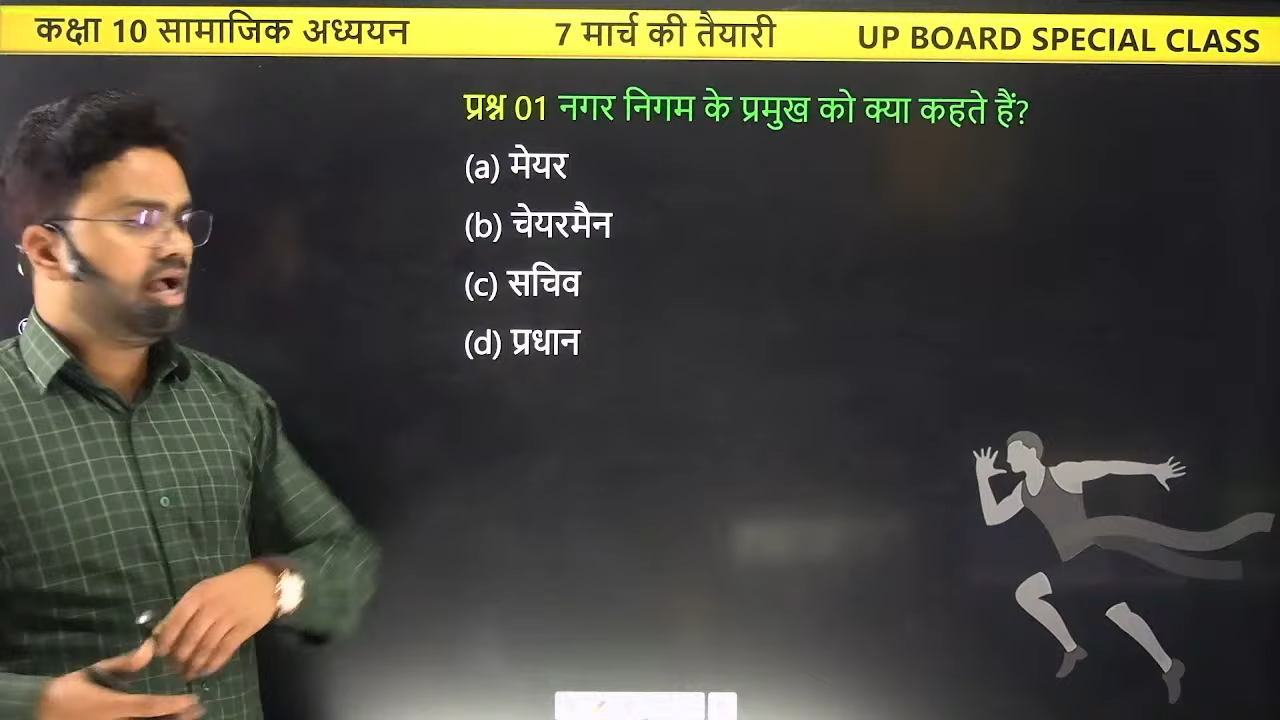 कक्षा 10 सामाजिक अध्ययन 7 मार्च की तैयारी UP BOARD SPECIAL CLASS
प्रश्न 01 नगर निगम के प्रमुख को क्या कहते हैं?
(a) मेयर
(b) चेयरमैन
(c) सचिव
(d) प्रधान